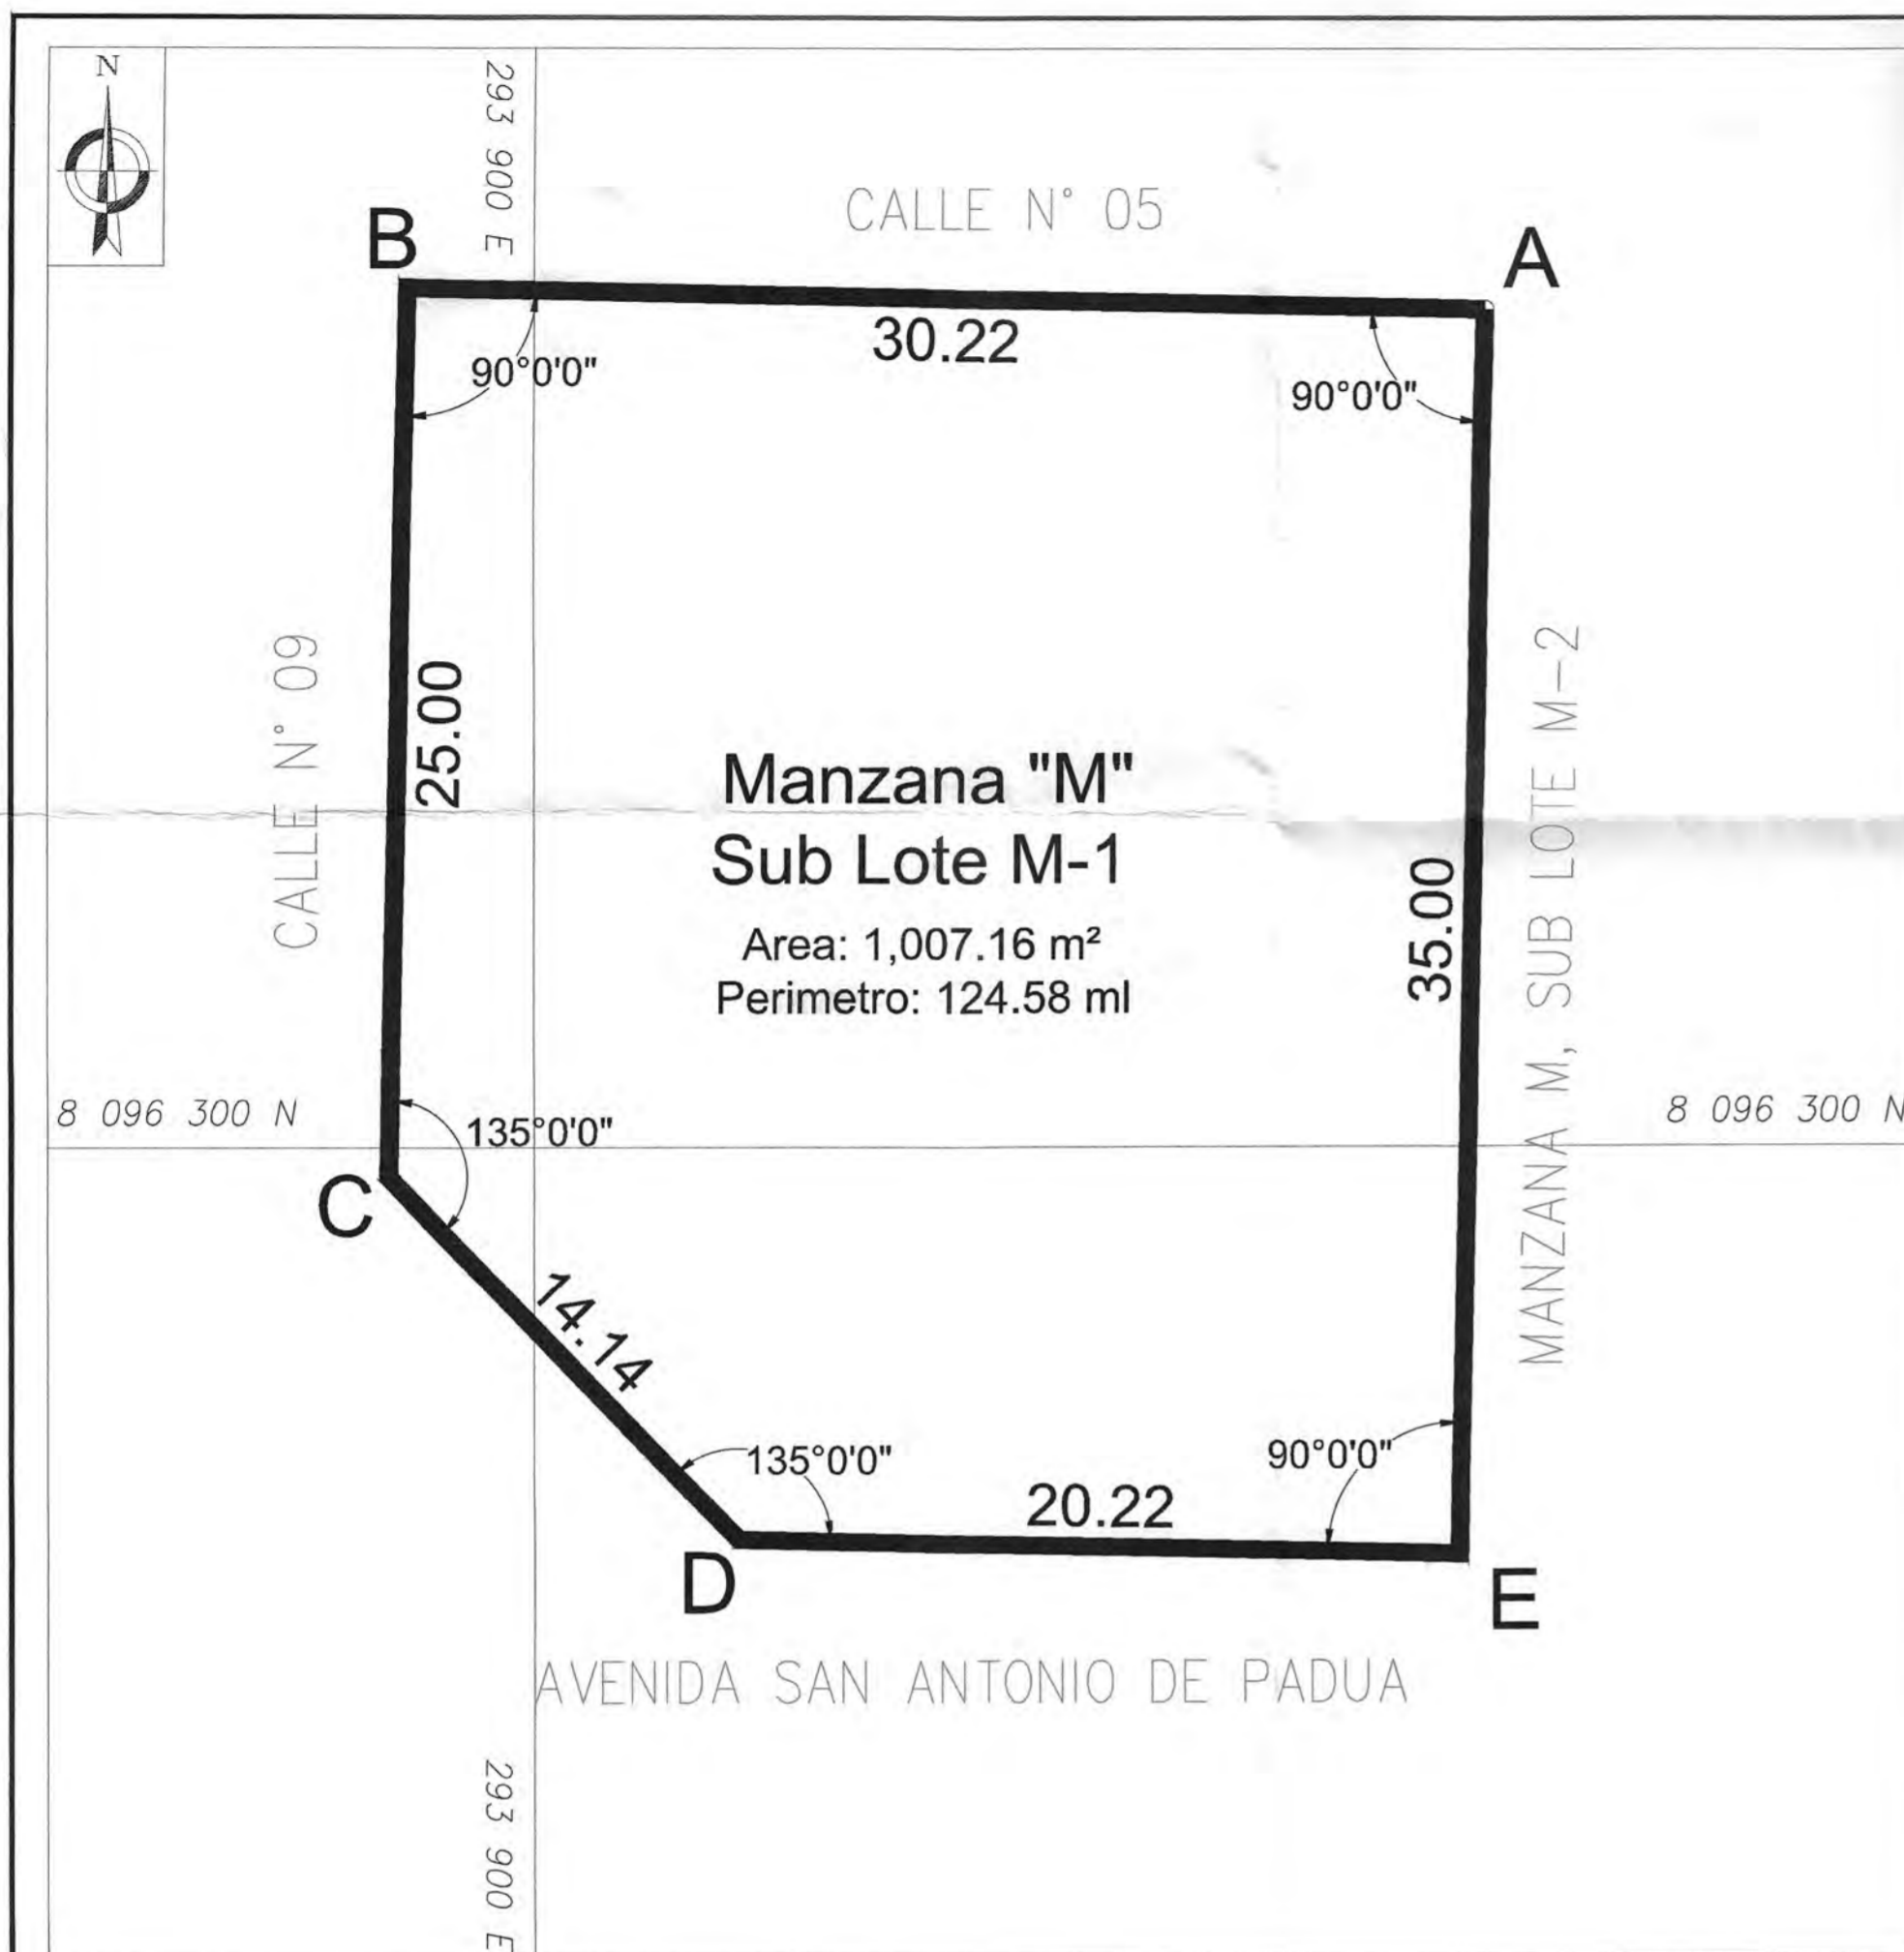 N
293 900 E
CALLE N° 05
B
A
30.22
90°0'0"
90°0'0"
CALLE N° 09
25.00
Manzana "M"
Sub Lote M-1
Area: 1,007.16 m²
Perimetro: 124.58 ml
35.00
MANZANA M, SUB LOTE M-2
8 096 300 N
8 096 300 N
135°0'0"
C
14.14
135°0'0"
90°0'0"
20.22
D
E
AVENIDA SAN ANTONIO DE PADUA
293 900 E